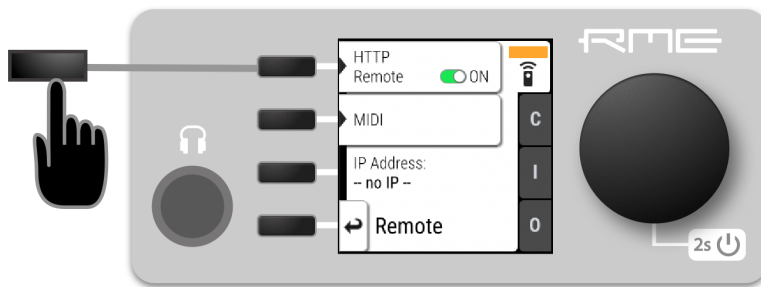 RME
HTTP
Remote ON
MIDI
C
IP Address:
-- no IP --
I
Remote
O
2s